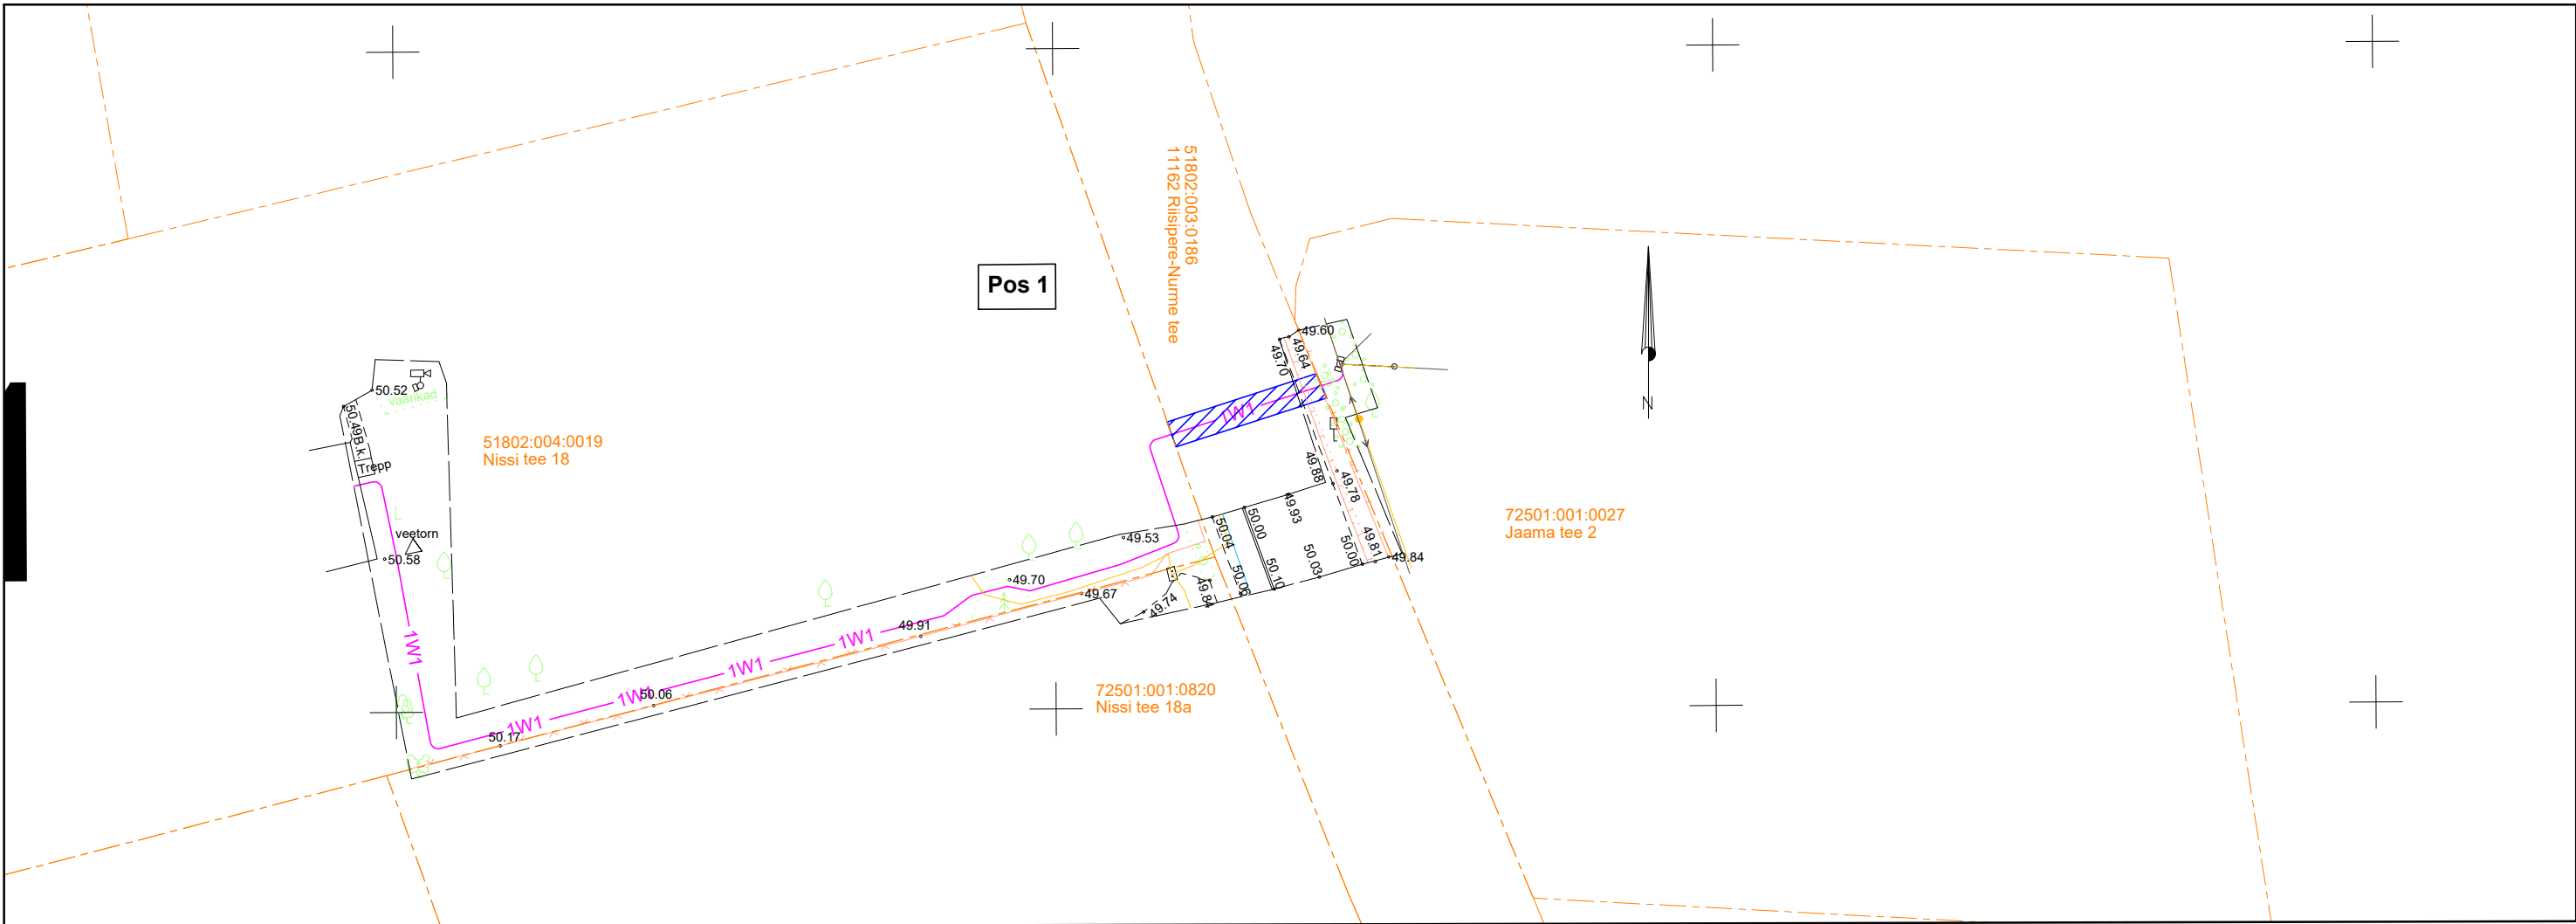 51802:003:0186
11162 Riisipere-Nurme tee
Pos 1
49.60
49.64
49.70
50.52
vaarikad
50.49
B.k.
Trepp
51802:004:0019
Nissi tee 18
1W1
veetorn
50.58
49.88
49.78
49.93
50.00
50.04
49.53
49.81
50.00
49.84
50.03
50.10
50.06
72501:001:0027
Jaama tee 2
N
49.70
49.67
49.74
49.84
49.91
1W1
1W1
1W1
1W1
50.06
1W1
50.17
72501:001:0820
Nissi tee 18a